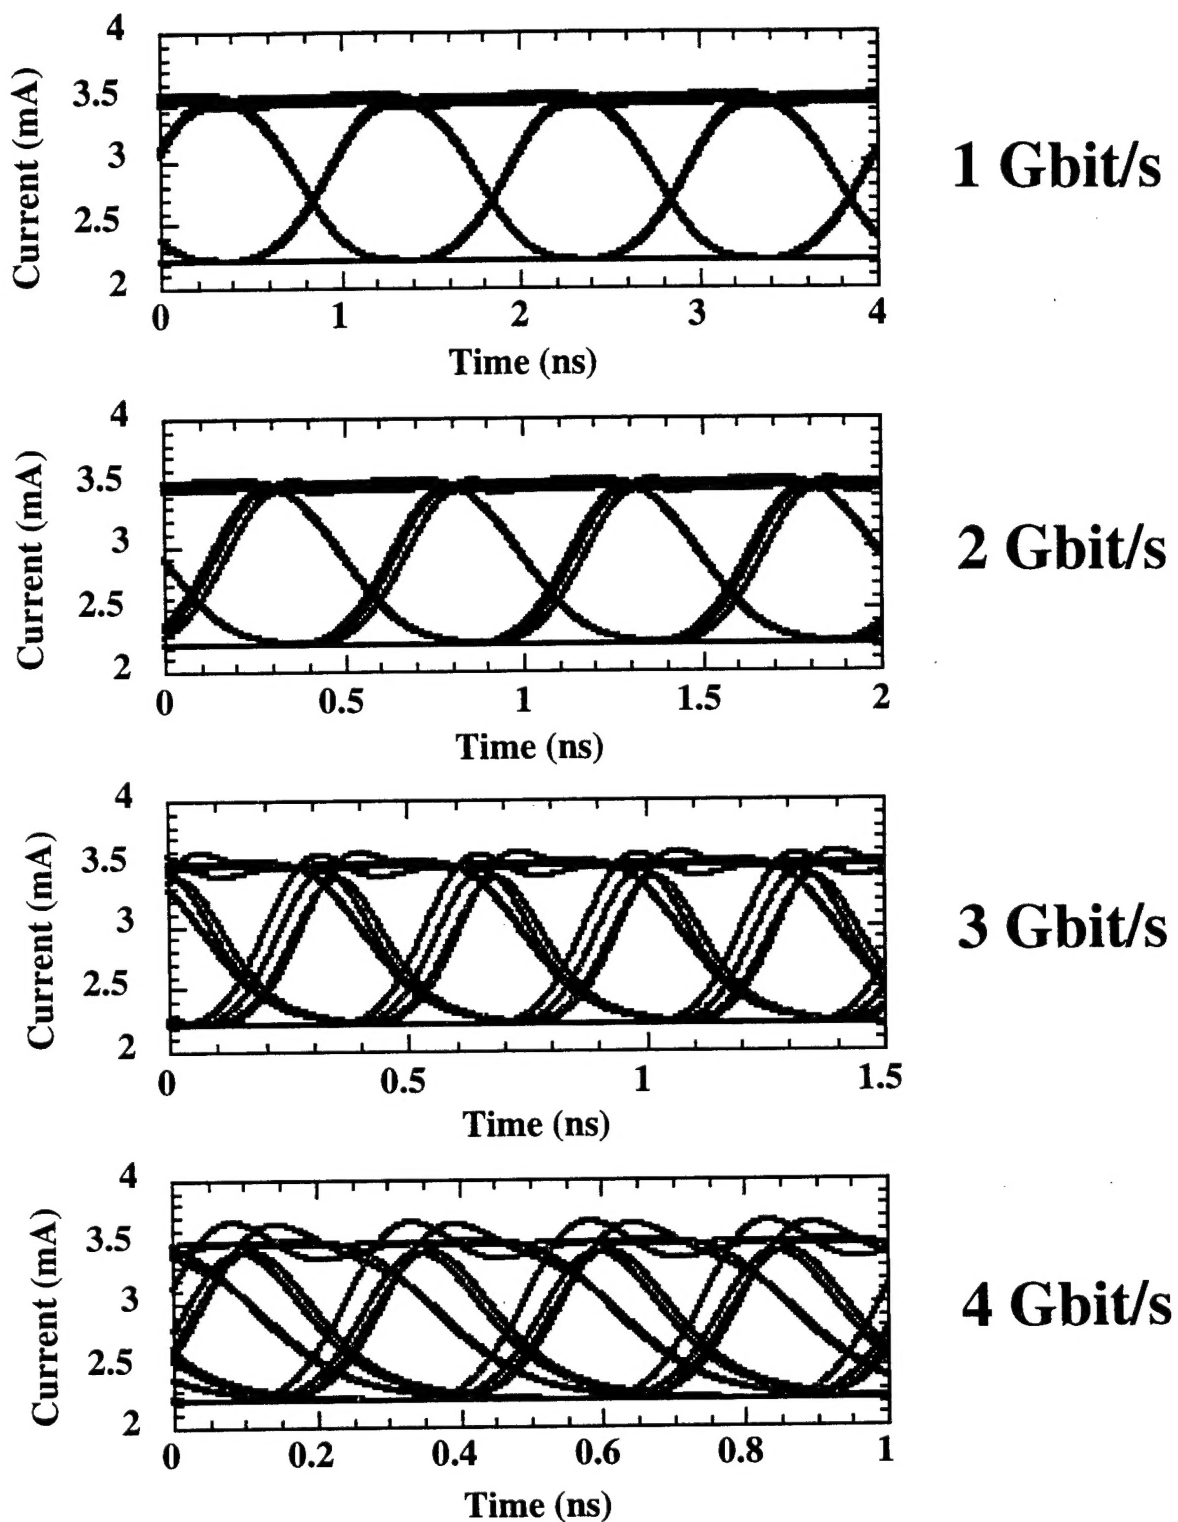 4
3.5
3
2.5
2
Current (mA)
0 1 2 3 4
Time (ns)
1 Gbit/s
4
3.5
3
2.5
2
Current (mA)
0 0.5 1 1.5 2
Time (ns)
2 Gbit/s
4
3.5
3
2.5
2
Current (mA)
0 0.5 1 1.5
Time (ns)
3 Gbit/s
4
3.5
3
2.5
2
Current (mA)
0 0.2 0.4 0.6 0.8 1
Time (ns)
4 Gbit/s